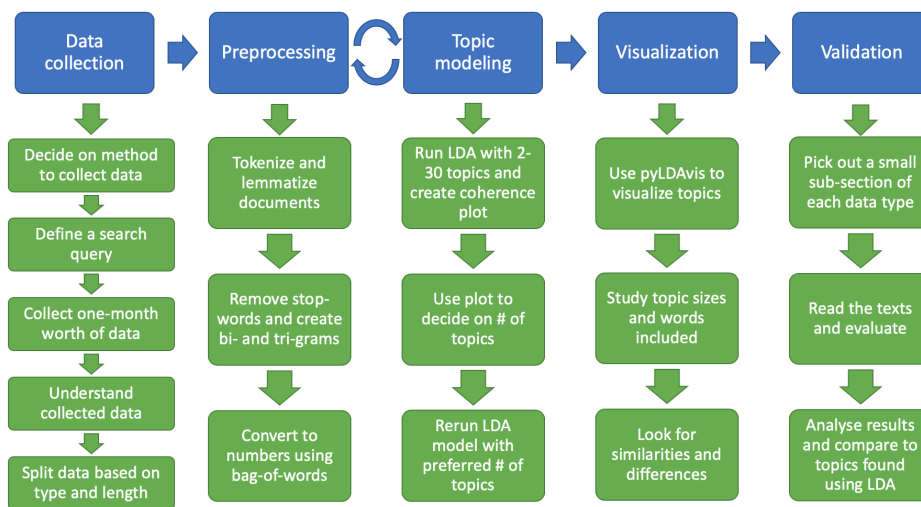 Data
collection
Preprocessing
Topic
modeling
Visualization
Validation
Decide on method
to collect data
Define a search
query
Collect one-month
worth of data
Understand
collected data
Split data based on
type and length
Tokenize and
lemmatize
documents
Remove stop-
words and create
bi- and tri-grams
Convert to
numbers using
bag-of-words
Run LDA with 2-
30 topics and
create coherence
plot
Use plot to
decide on # of
topics
Rerun LDA
model with
preferred # of
topics
Use pyLDAvis to
visualize topics
Study topic sizes
and words
included
Look for
similarities and
differences
Pick out a small
sub-section of
each data type
Read the texts
and evaluate
Analyse results
and compare to
topics found
using LDA